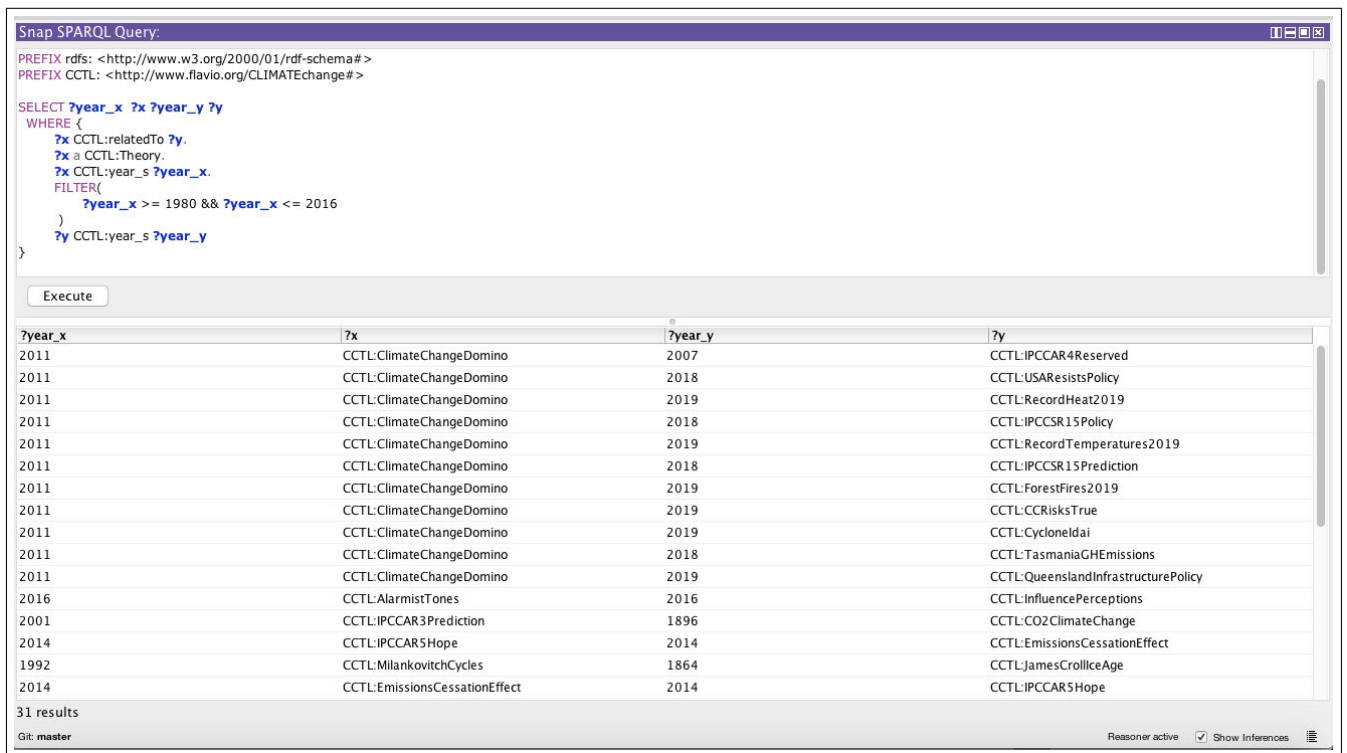 Snap SPARQL Query:
PREFIX rdfs: <http://www.w3.org/2000/01/rdf-schema#>
PREFIX CCTL: <http://www.flavio.org/CLIMATEchange#>
SELECT ?year_x ?x ?year_y ?y
WHERE {
?x CCTL:relatedTo ?y.
?x a CCTL:Theory.
?x CCTL:year_s ?year_x.
FILTER(
?year_x >= 1980 && ?year_x <= 2016
)
?y CCTL:year_s ?year_y
}
Execute
?year_x ?x ?year_y ?y
2011 CCTL:ClimateChangeDomino 2007 CCTL:IPCCAR4Reserved
2011 CCTL:ClimateChangeDomino 2018 CCTL:USAResistsPolicy
2011 CCTL:ClimateChangeDomino 2019 CCTL:RecordHeat2019
2011 CCTL:ClimateChangeDomino 2018 CCTL:IPCCSR15Policy
2011 CCTL:ClimateChangeDomino 2019 CCTL:RecordTemperatures2019
2011 CCTL:ClimateChangeDomino 2018 CCTL:IPCCSR15Prediction
2011 CCTL:ClimateChangeDomino 2019 CCTL:ForestFires2019
2011 CCTL:ClimateChangeDomino 2019 CCTL:CCRisksTrue
2011 CCTL:ClimateChangeDomino 2019 CCTL:CycloneIdai
2011 CCTL:ClimateChangeDomino 2018 CCTL:TasmaniaGHEmissions
2011 CCTL:ClimateChangeDomino 2019 CCTL:QueenslandInfrastructurePolicy
2016 CCTL:AlarmistTones 2016 CCTL:InfluencePerceptions
2001 CCTL:IPCCAR3Prediction 1896 CCTL:CO2ClimateChange
2014 CCTL:IPCCAR5Hope 2014 CCTL:EmissionsCessationEffect
1992 CCTL:MilankovitchCycles 1864 CCTL:JamesCrollIceAge
2014 CCTL:EmissionsCessationEffect 2014 CCTL:IPCCAR5Hope
31 results
Git: master Reasoner active Show Inferences